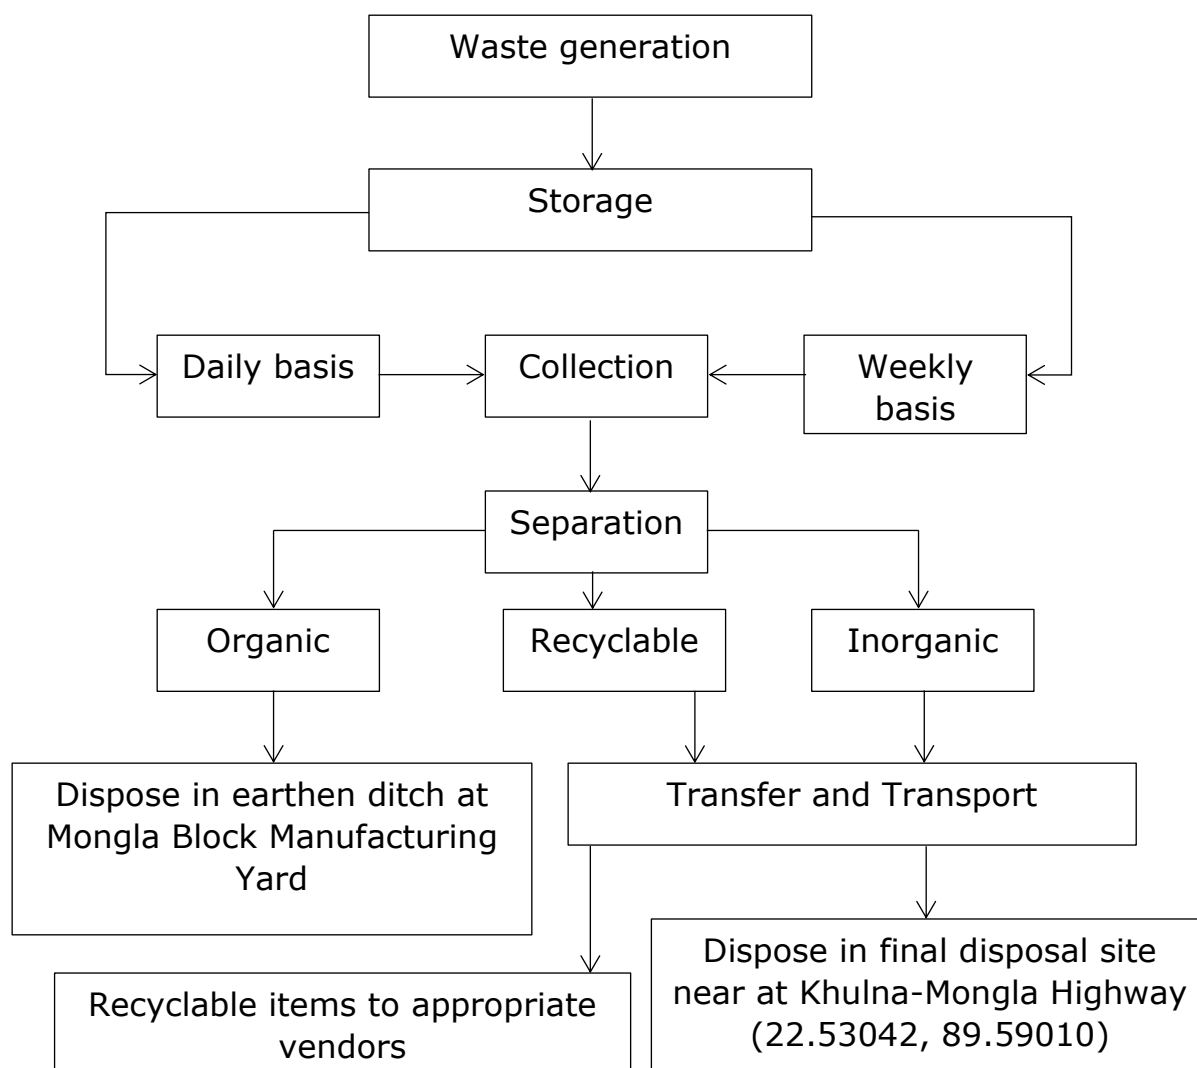 Waste generation
Storage
Daily basis
Collection
Weekly
basis
Separation
Organic
Recyclable
Inorganic
Dispose in earthen ditch at
Mongla Block Manufacturing
Yard
Transfer and Transport
Recyclable items to appropriate
vendors
Dispose in final disposal site
near at Khulna-Mongla Highway
(22.53042, 89.59010)